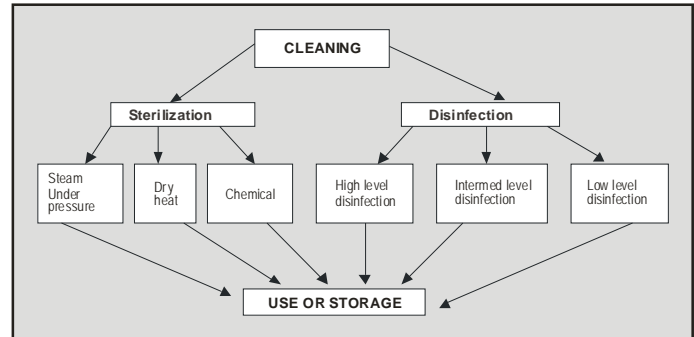 CLEANING
Sterilization
Disinfection
Steam
Under
pressure
Dry
heat
Chemical
High level
disinfection
Intermed level
disinfection
Low level
disinfection
USE OR STORAGE